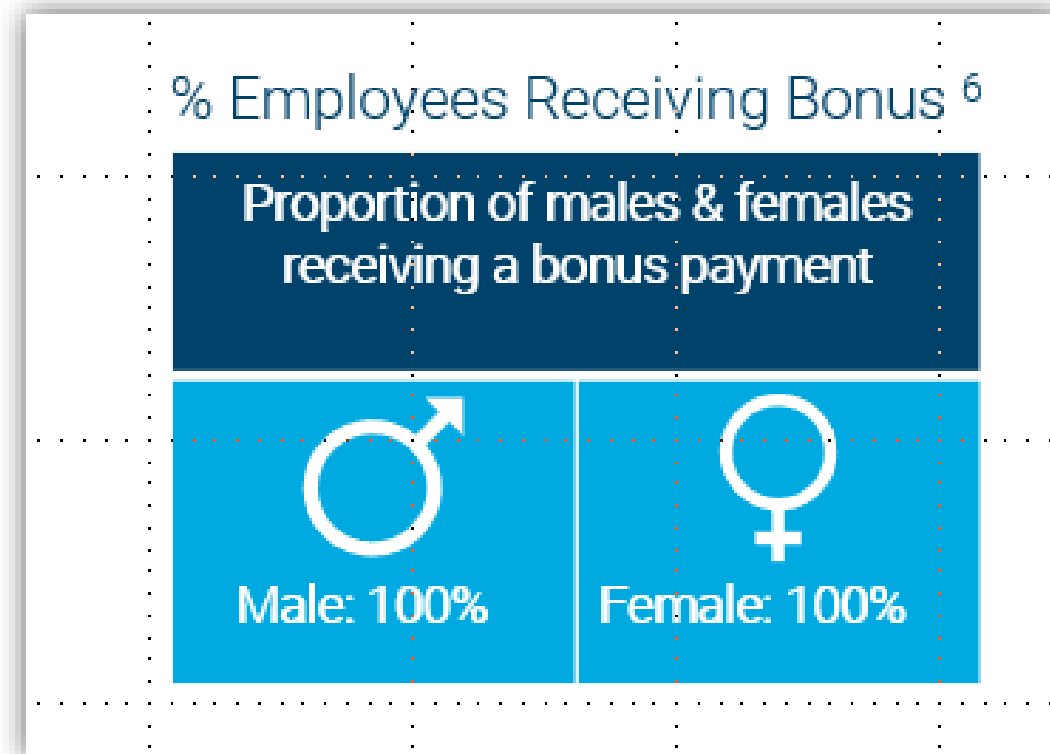 % Employees Receiving Bonus ⁶
Proportion of males & females
receiving a bonus payment
Male: 100%
Female: 100%